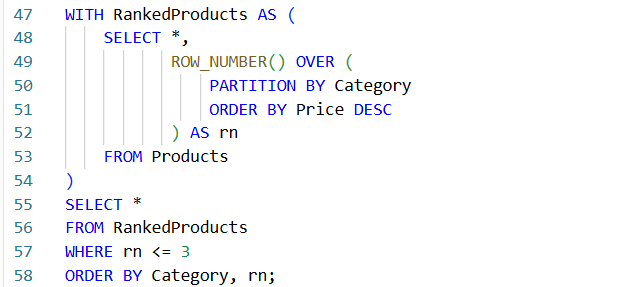 47 WITH RankedProducts AS (
48     SELECT *,
49            ROW_NUMBER() OVER (
50                PARTITION BY Category
51                ORDER BY Price DESC
52            ) AS rn
53     FROM Products
54 )
55 SELECT *
56 FROM RankedProducts
57 WHERE rn <= 3
58 ORDER BY Category, rn;